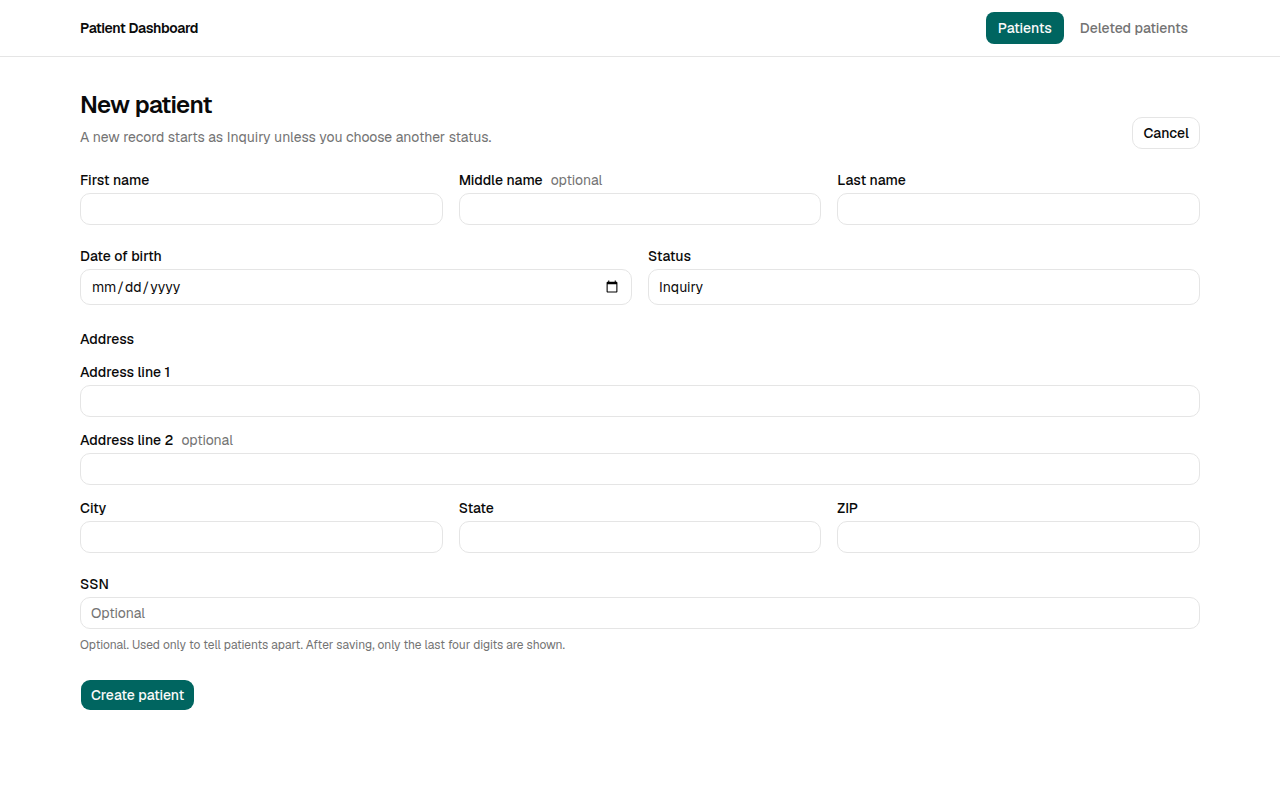 Patient Dashboard Patients Deleted patients
New patient
A new record starts as Inquiry unless you choose another status.
Cancel
First name Middle name optional Last name
Date of birth Status
mm/dd/yyyy Inquiry
Address
Address line 1
Address line 2 optional
City State ZIP
SSN
Optional
Optional. Used only to tell patients apart. After saving, only the last four digits are shown.
Create patient